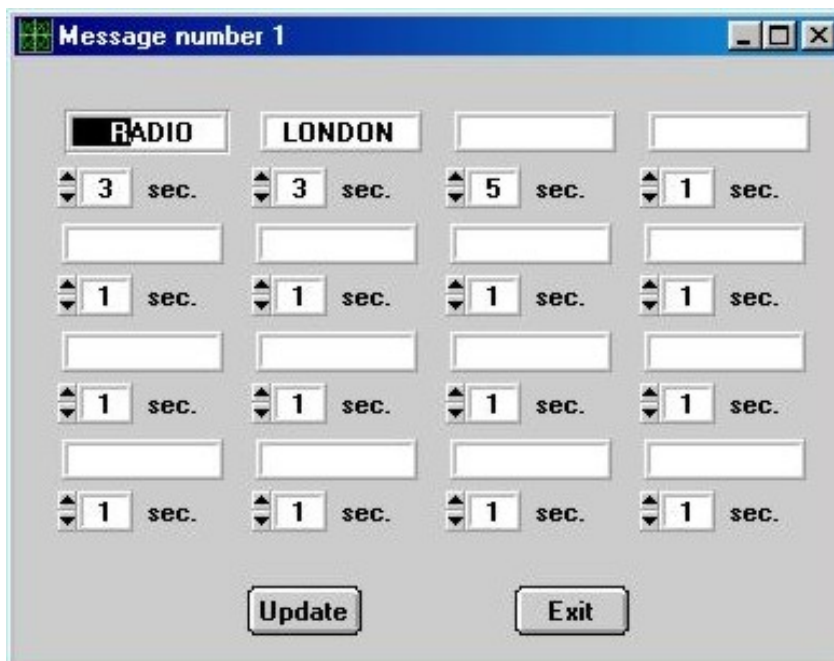 Message number 1
RADIO LONDON
3 sec. 3 sec. 5 sec. 1 sec.
1 sec. 1 sec. 1 sec. 1 sec.
1 sec. 1 sec. 1 sec. 1 sec.
1 sec. 1 sec. 1 sec. 1 sec.
Update Exit